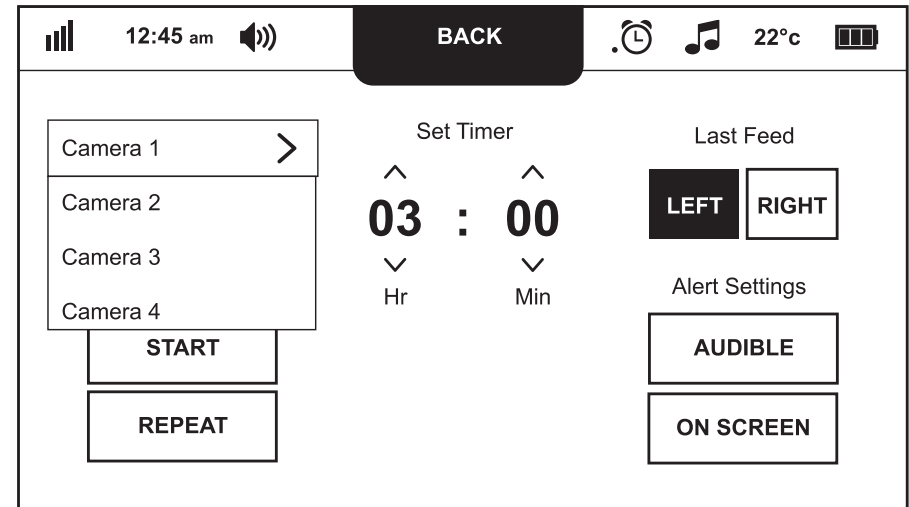 12:45 am BACK 22°c
Camera 1
Camera 2
Camera 3
Camera 4
START
REPEAT
Set Timer
03 : 00
Hr Min
Last Feed
LEFT RIGHT
Alert Settings
AUDIBLE
ON SCREEN